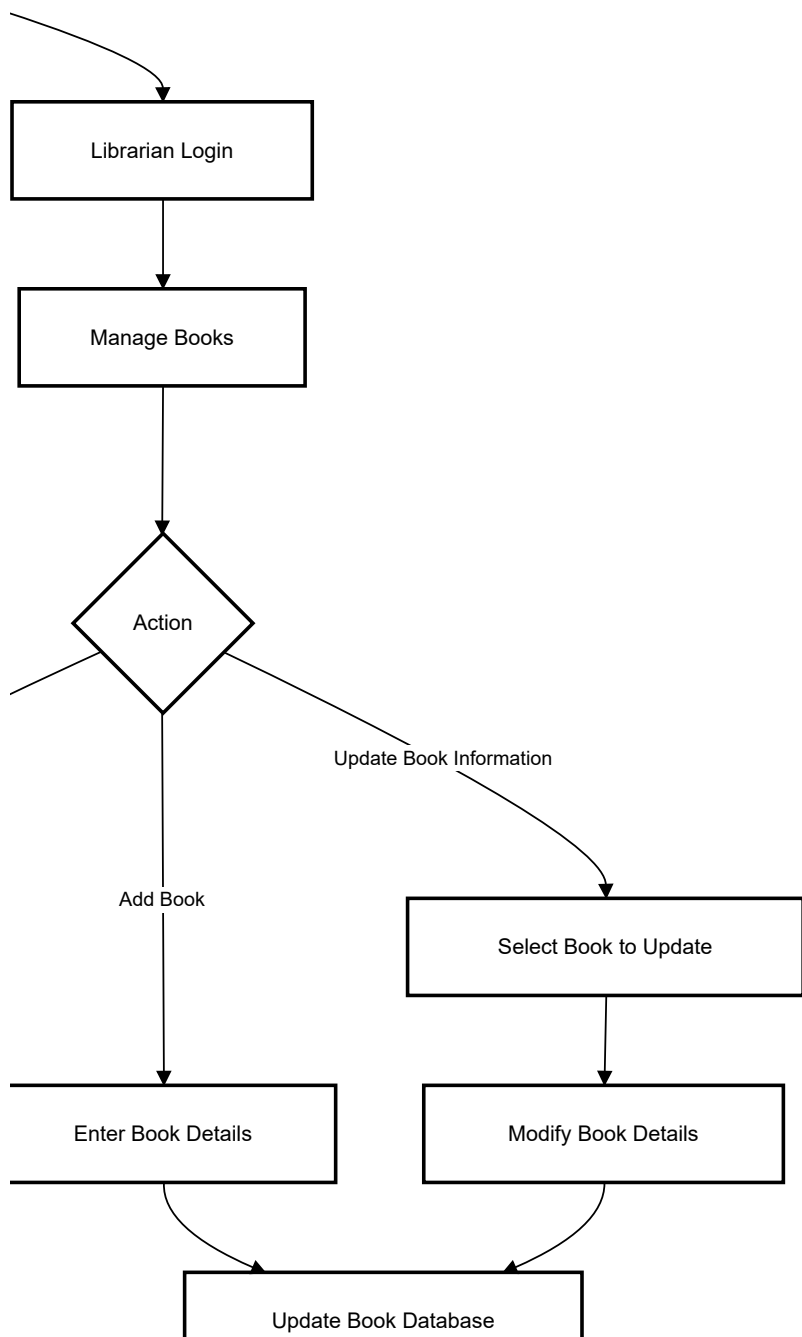 Librarian Login
Manage Books
Action
Update Book Information
Add Book
Select Book to Update
Enter Book Details
Modify Book Details
Update Book Database